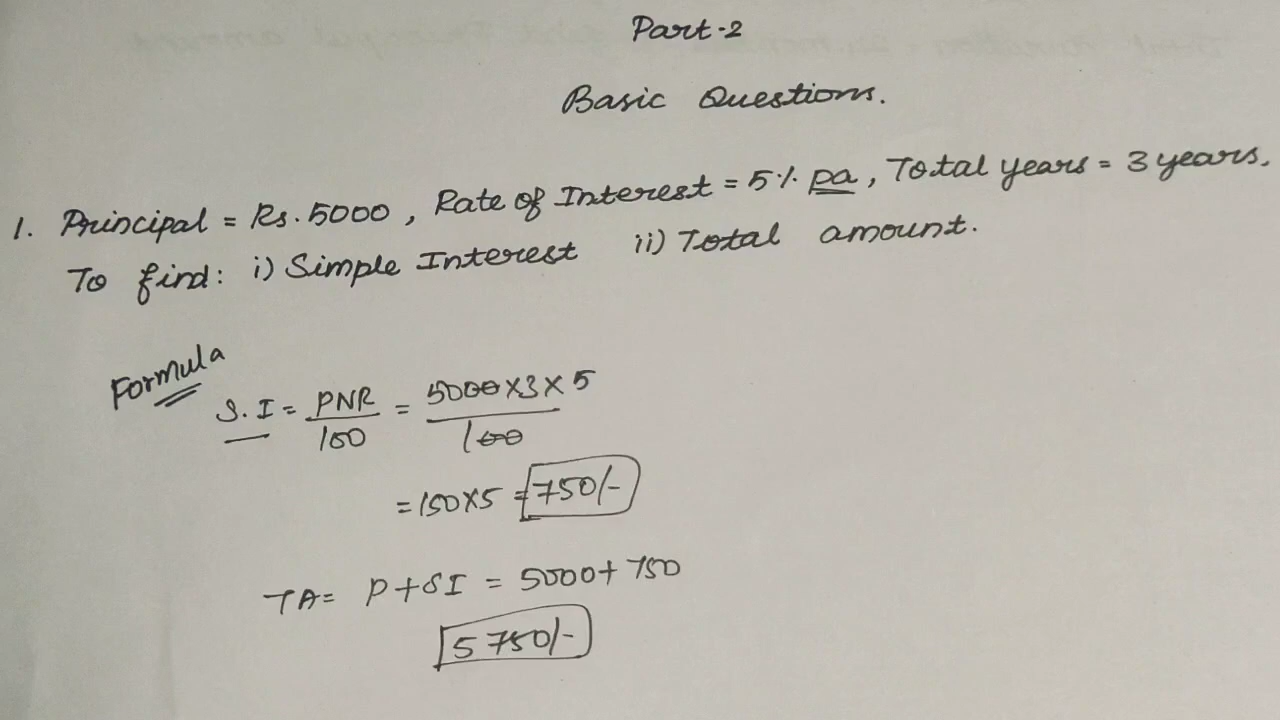 Part-2
Basic Questions.
1. Principal = Rs. 5000, Rate of Interest = 5% pa, Total years = 3 years.
To find: i) Simple Interest ii) Total amount.
Formula
S.I = PNR/100 = 5000×3×5/100
= 150×5 = 750/-
TA = P+SI = 5000+750
5750/-